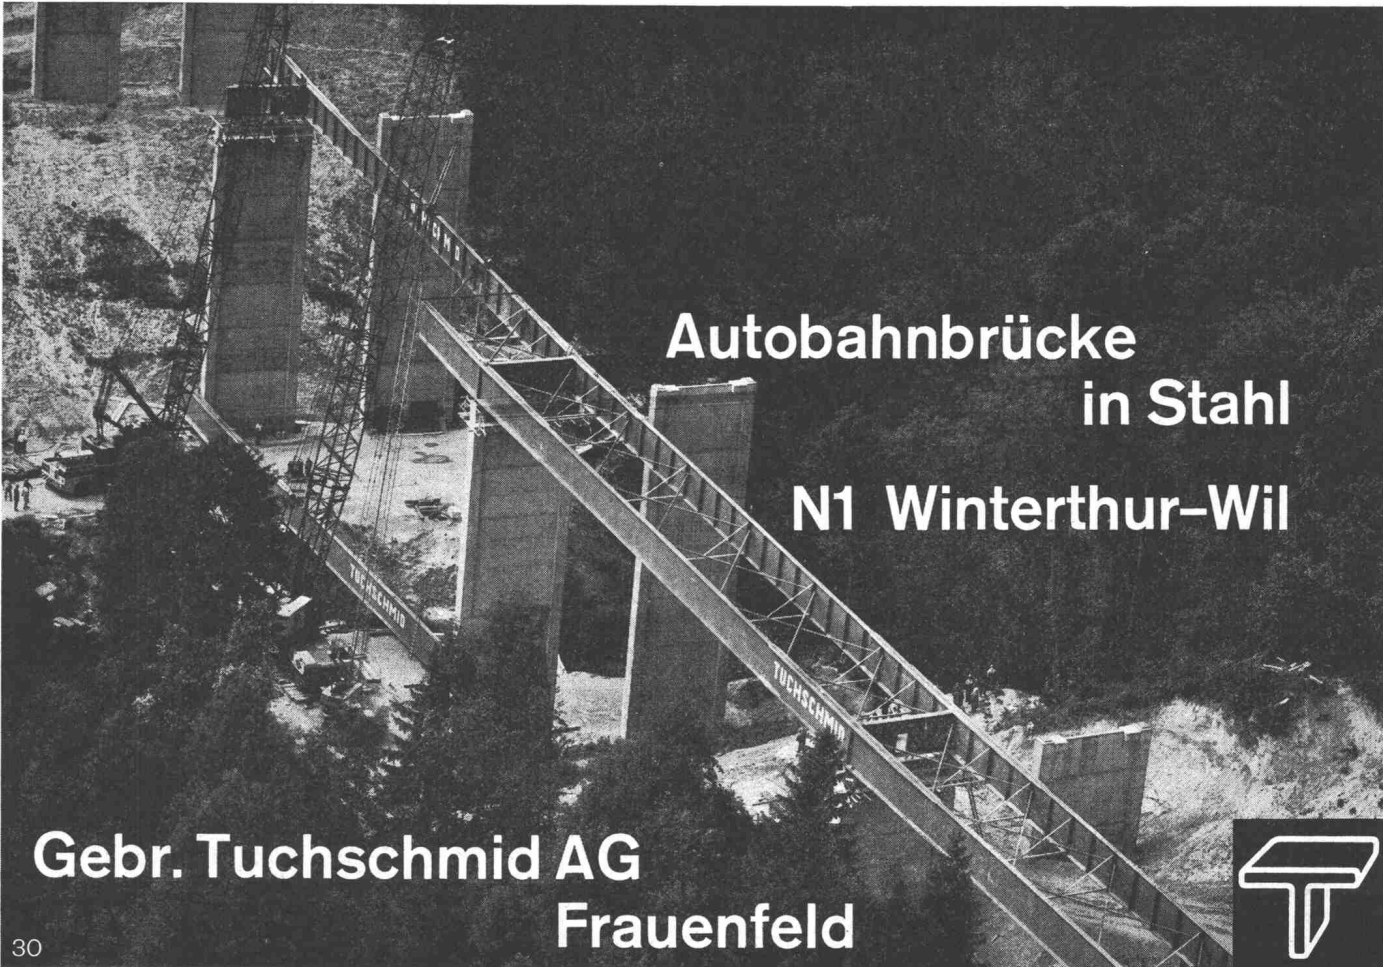 Autobahnbrücke
in Stahl
N1 Winterthur–Wil
TUCHSCHMID
TUCHSCHMID
Gebr. Tuchschmid AG
Frauenfeld
30